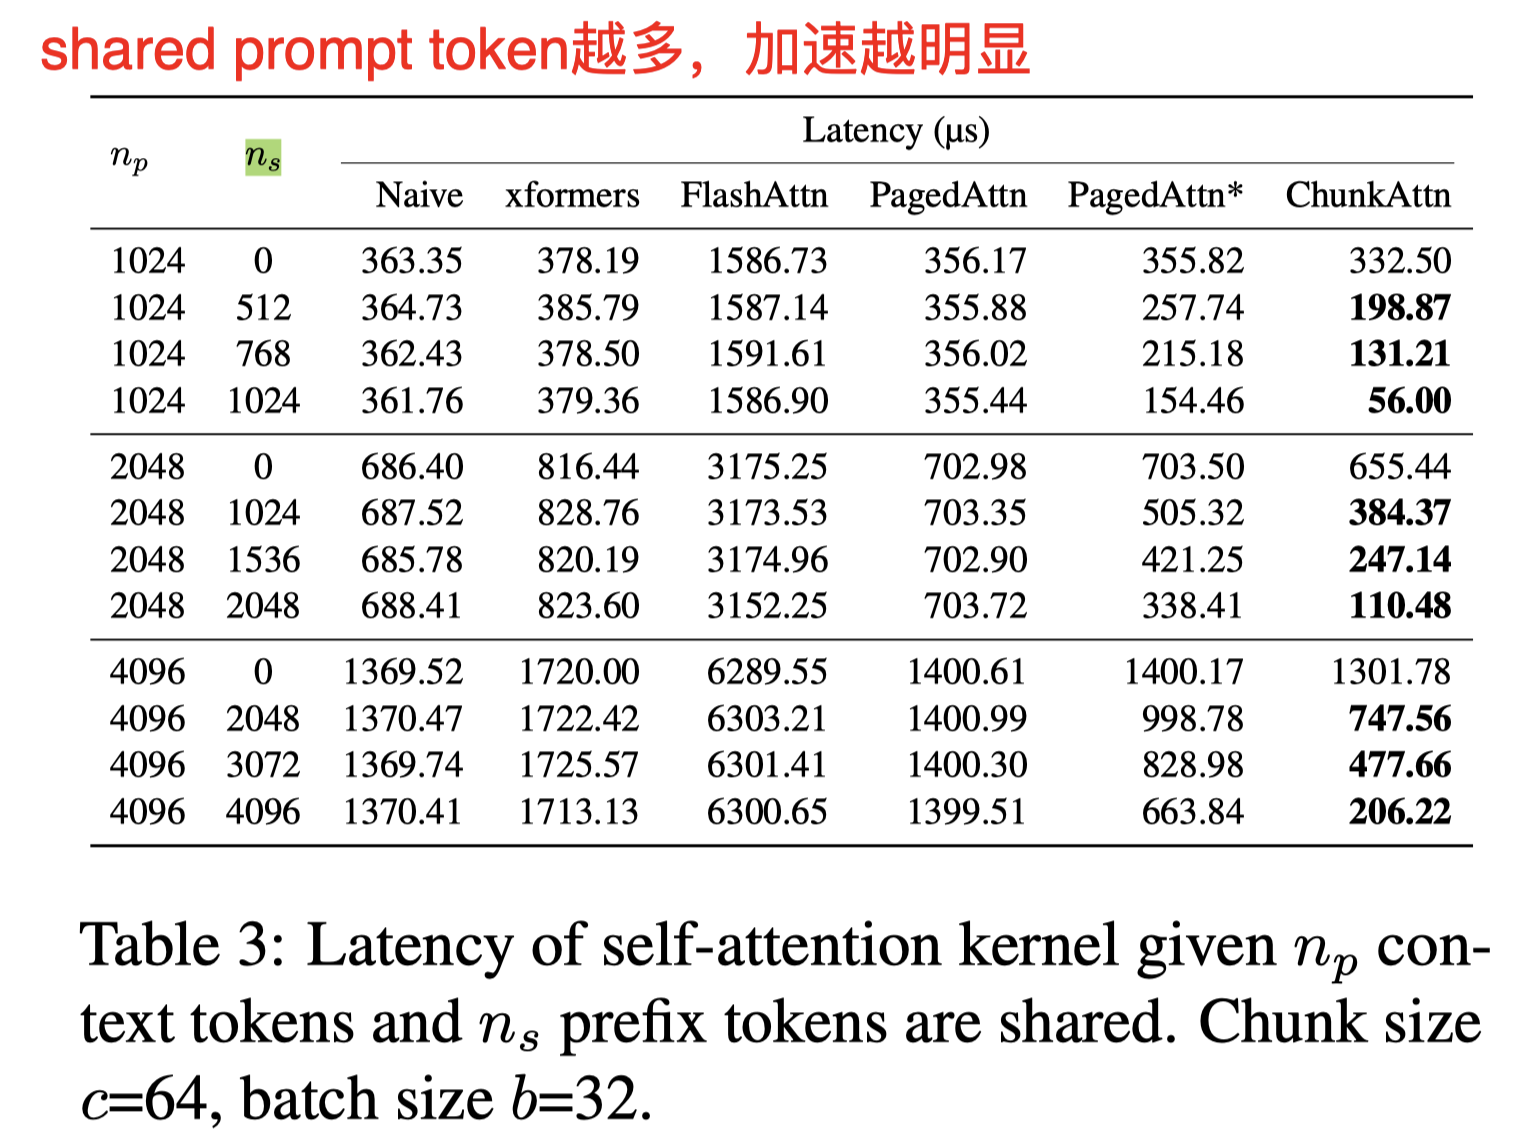 shared prompt token越多，加速越明显
n_p n_s Latency (μs)
Naive xformers FlashAttn PagedAttn PagedAttn* ChunkAttn
1024 0 363.35 378.19 1586.73 356.17 355.82 332.50
1024 512 364.73 385.79 1587.14 355.88 257.74 198.87
1024 768 362.43 378.50 1591.61 356.02 215.18 131.21
1024 1024 361.76 379.36 1586.90 355.44 154.46 56.00
2048 0 686.40 816.44 3175.25 702.98 703.50 655.44
2048 1024 687.52 828.76 3173.53 703.35 505.32 384.37
2048 1536 685.78 820.19 3174.96 702.90 421.25 247.14
2048 2048 688.41 823.60 3152.25 703.72 338.41 110.48
4096 0 1369.52 1720.00 6289.55 1400.61 1400.17 1301.78
4096 2048 1370.47 1722.42 6303.21 1400.99 998.78 747.56
4096 3072 1369.74 1725.57 6301.41 1400.30 828.98 477.66
4096 4096 1370.41 1713.13 6300.65 1399.51 663.84 206.22
Table 3: Latency of self-attention kernel given n_p con-
text tokens and n_s prefix tokens are shared. Chunk size
c=64, batch size b=32.